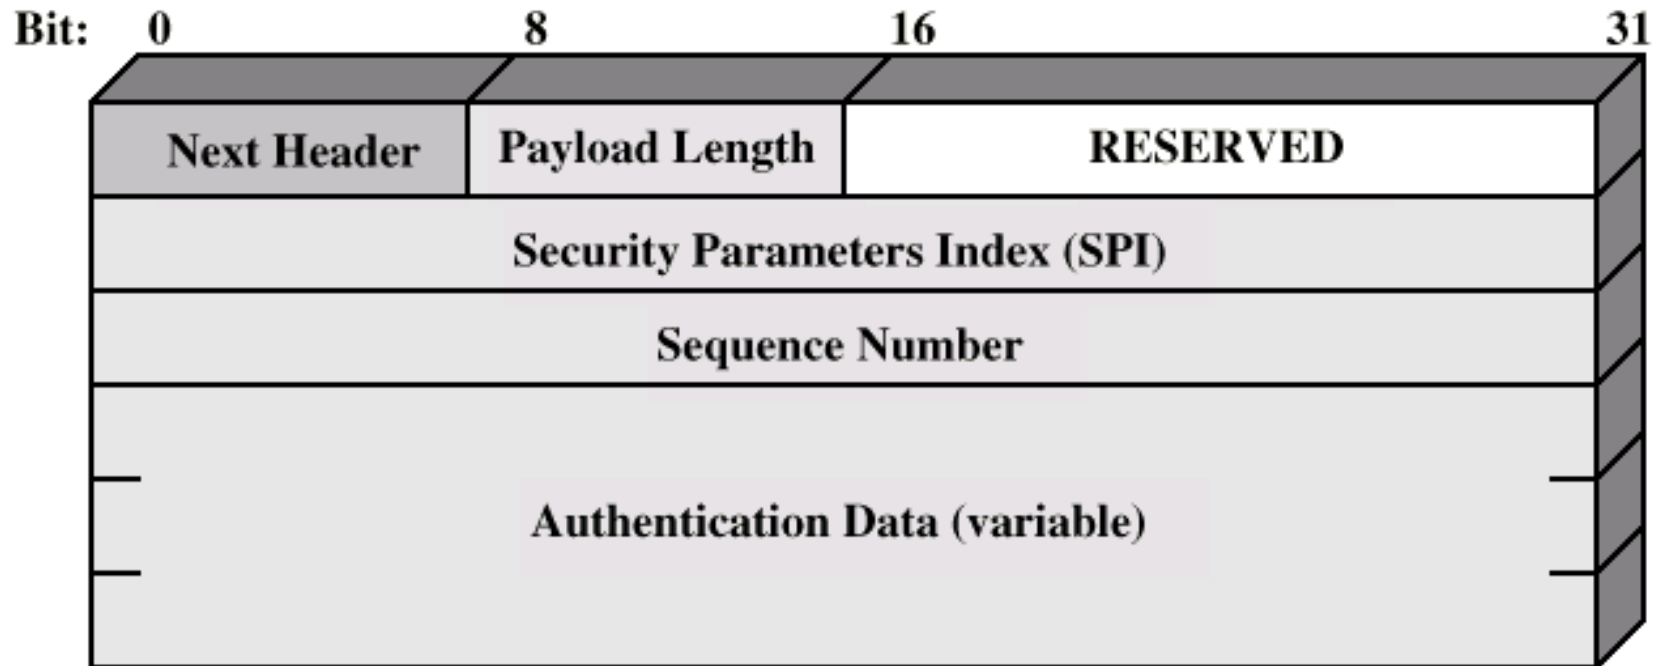 Bit: 0 8 16 31
Next Header Payload Length RESERVED
Security Parameters Index (SPI)
Sequence Number
Authentication Data (variable)